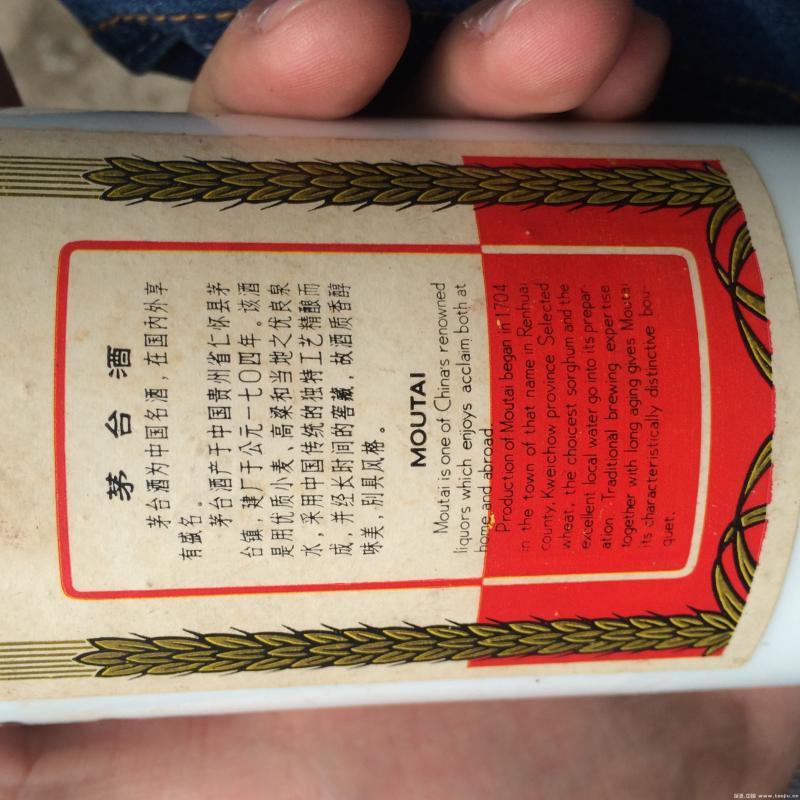 茅台酒
茅台酒为中国名酒，在国内外享
有盛名。
茅台酒产于中国贵州省仁怀县茅
台镇，建厂于公元一七〇四年。该酒
是用优质小麦、高粱和当地之优良泉
水，采用中国传统的独特工艺精酿而
成，并经长时间的窖藏，故酒质香醇
味美，别具风格。
MOUTAI
Moutai is one of China's renowned
liquors which enjoys acclaim both at
home and abroad.
Production of Moutai began in 1704
in the town of that name in Renhuai
county, Kweichow province Selected
wheat, the choicest sorghum and the
excellent local water go into its prepar-
ation. Traditional brewing expertise
together with long aging gives Moutai
its characteristically distinctive bou-
quet.
www.taojiu.cn